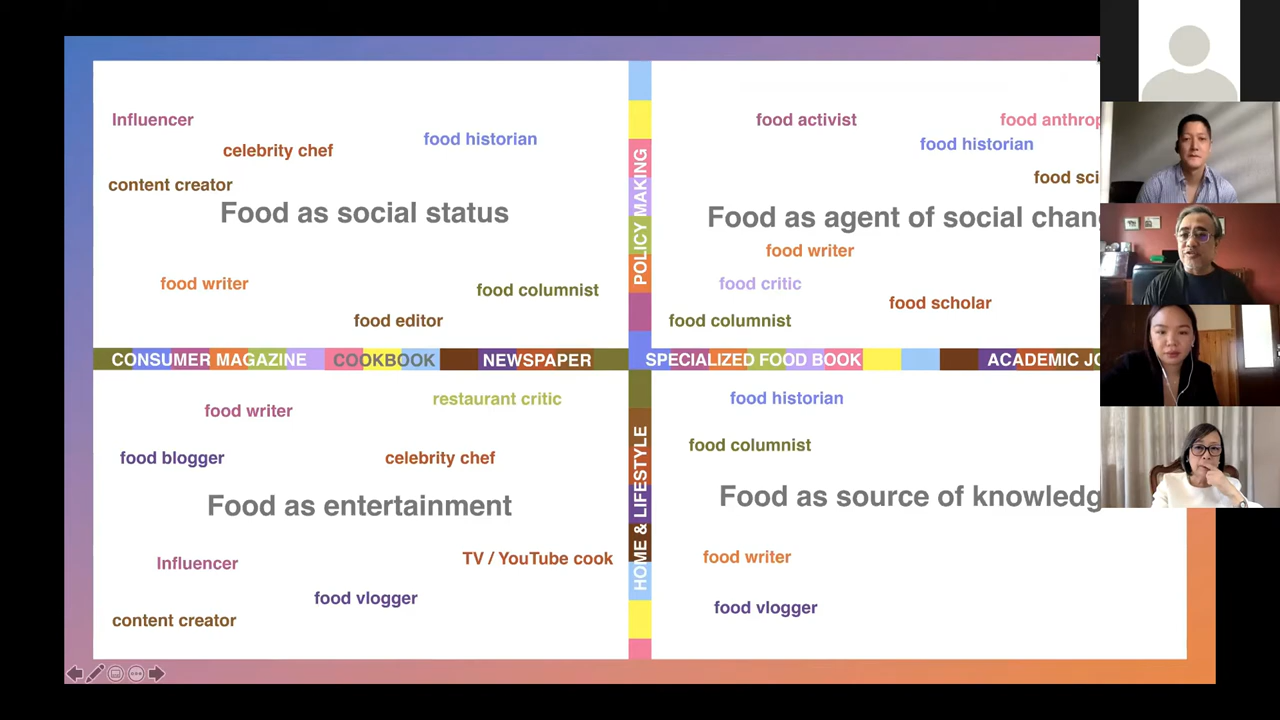 Influencer
celebrity chef
food historian
content creator
Food as social status
food writer
food columnist
food editor
food activist
food
food historian
food
Food as agent of social
food writer
food critic
food scholar
food columnist
POLICY MAKING
CONSUMER MAGAZINE COOKBOOK NEWSPAPER SPECIALIZED FOOD BOOK ACADEMIC
HOME & LIFESTYLE
food writer
restaurant critic
food blogger
celebrity chef
Food as entertainment
Influencer
TV / YouTube cook
food vlogger
content creator
food historian
food columnist
Food as source of
food writer
food vlogger